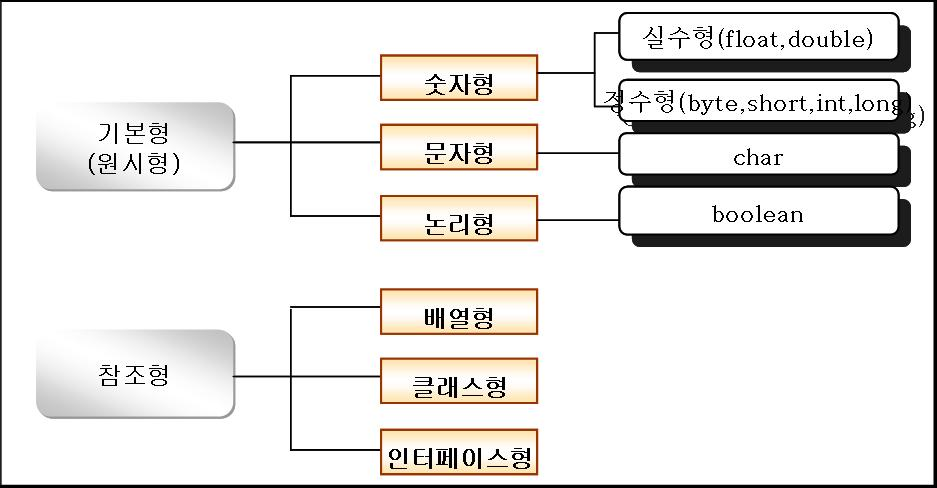 실수형(float,double)
숫자형
정수형(byte,short,int,long)
기본형
(원시형)
문자형
char
논리형
boolean
배열형
참조형
클래스형
인터페이스형